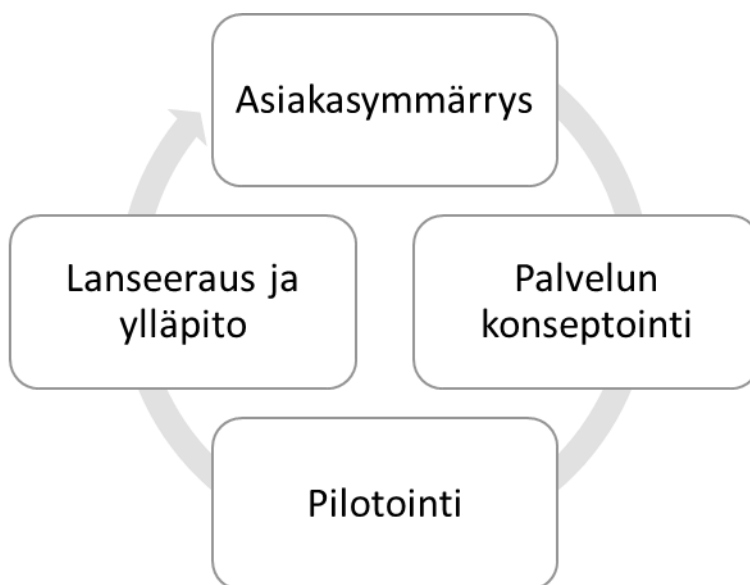 Asiakasymmärrys
Palvelun
konseptointi
Pilotointi
Lanseeraus ja
ylläpito